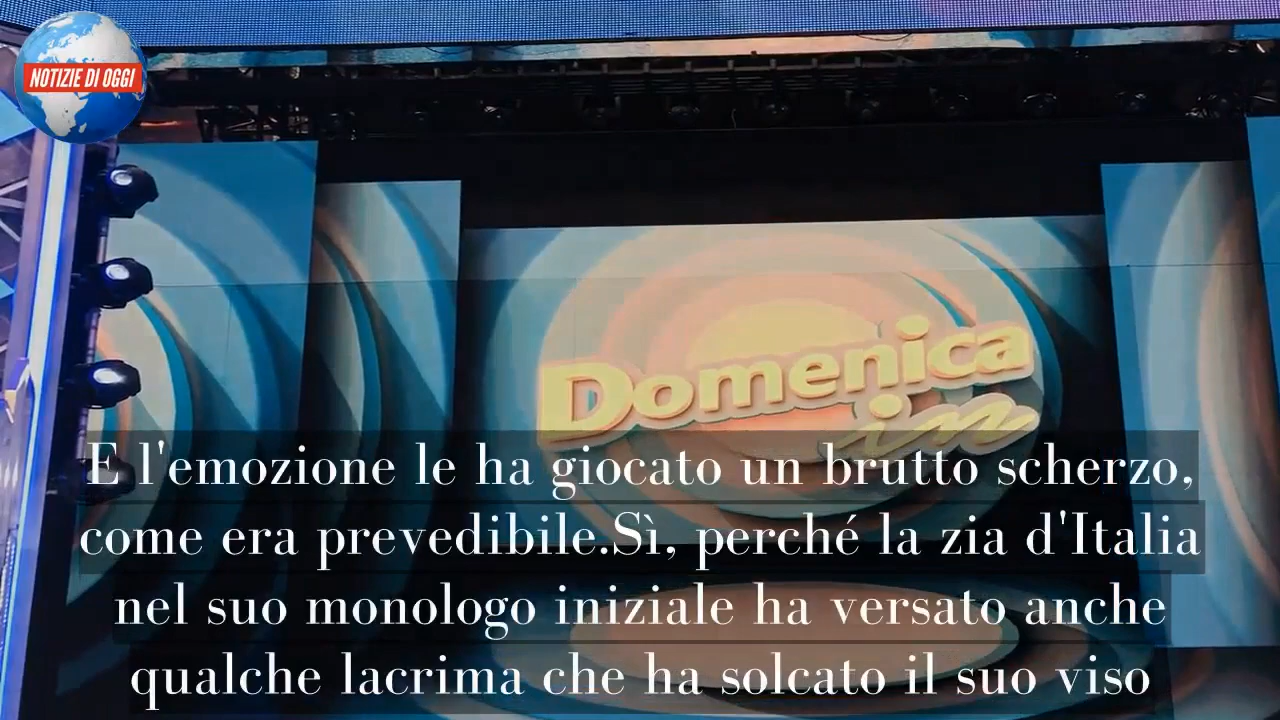 NOTIZIE DI OGGI
Domenica
in
E l'emozione le ha giocato un brutto scherzo,
come era prevedibile.Sì, perché la zia d'Italia
nel suo monologo iniziale ha versato anche
qualche lacrima che ha solcato il suo viso